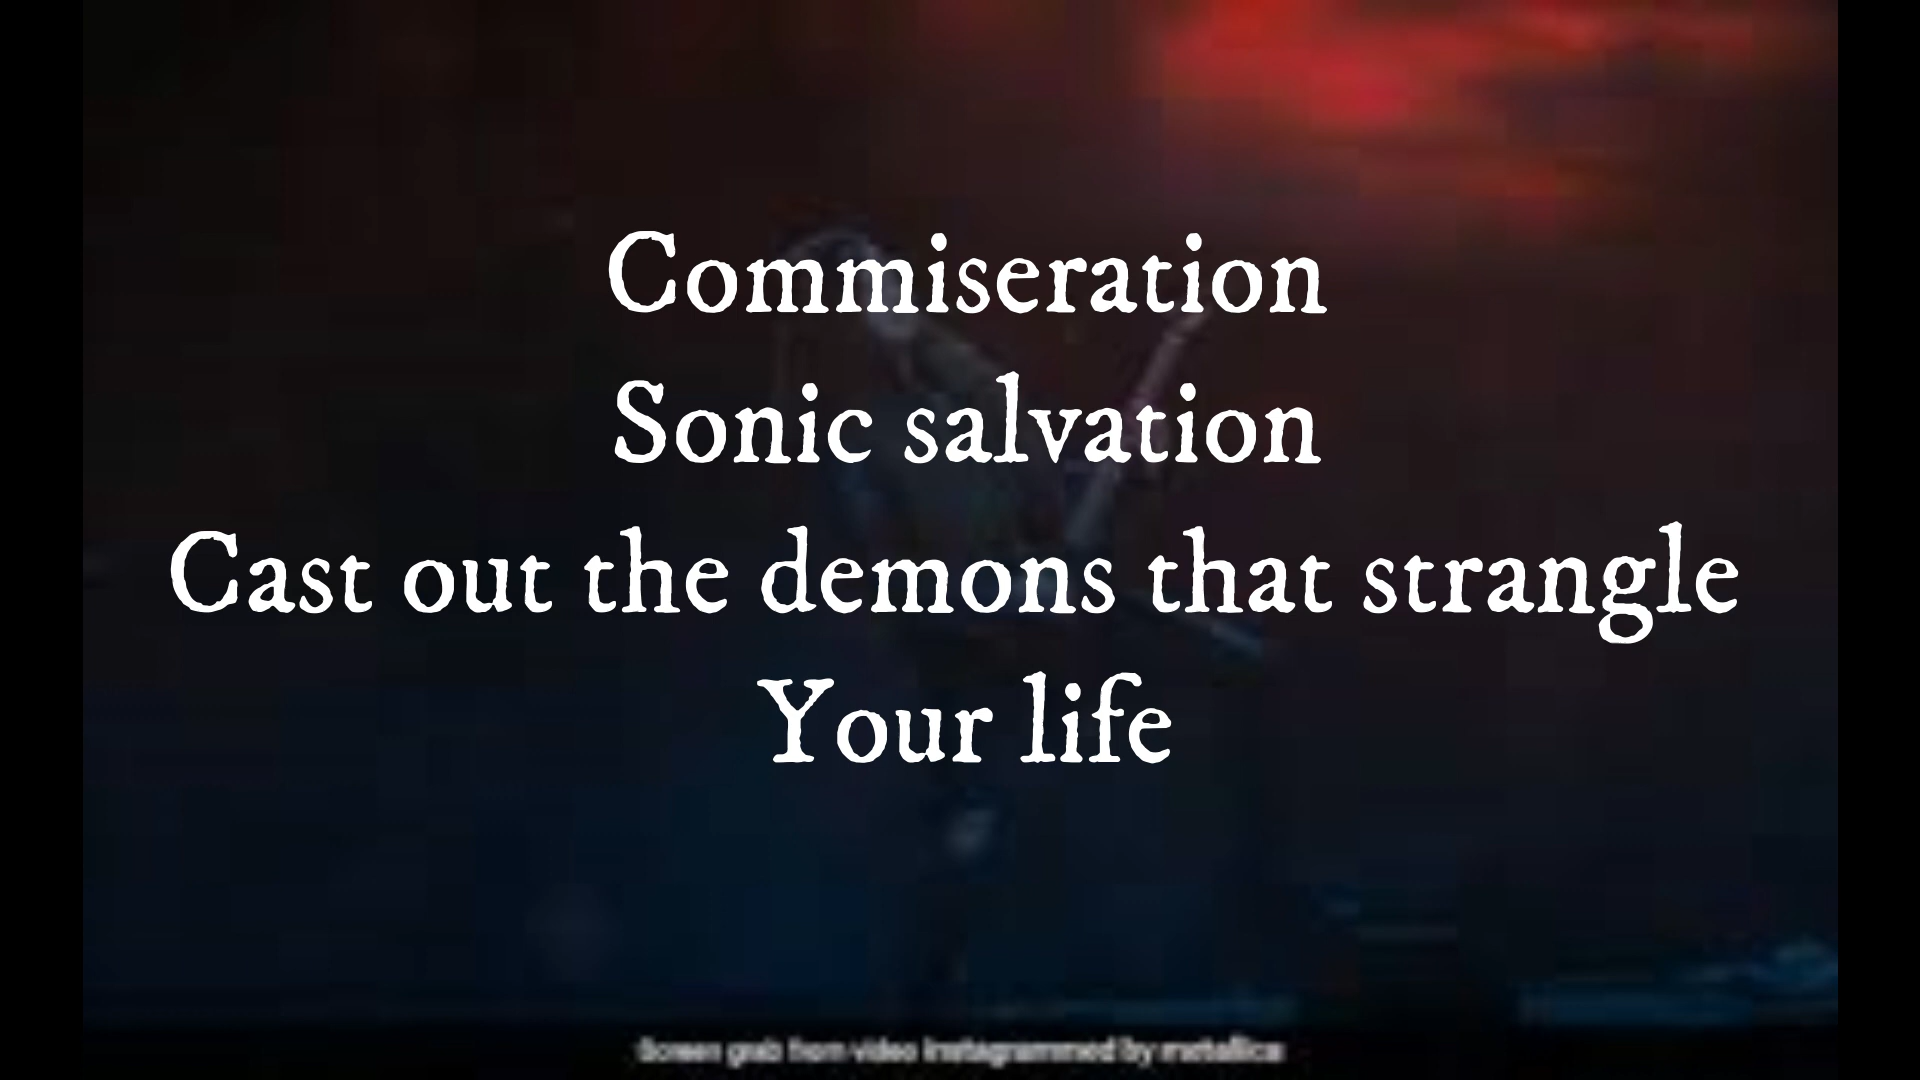 Commiseration
Sonic salvation
Cast out the demons that strangle
Your life
Screen grab from video instagrammed by metallica